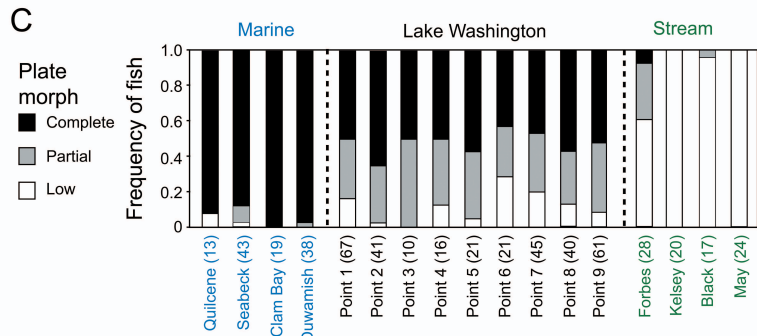 C
Marine
Lake Washington
Stream
Plate
morph
Complete
Partial
Low
Frequency of fish
1.0
0.8
0.6
0.4
0.2
0
Quilcene (13)
Seabeck (43)
Clam Bay (19)
Duwamish (38)
Point 1 (67)
Point 2 (41)
Point 3 (10)
Point 4 (16)
Point 5 (21)
Point 6 (21)
Point 7 (45)
Point 8 (40)
Point 9 (61)
Forbes (28)
Kelsey (20)
Black (17)
May (24)